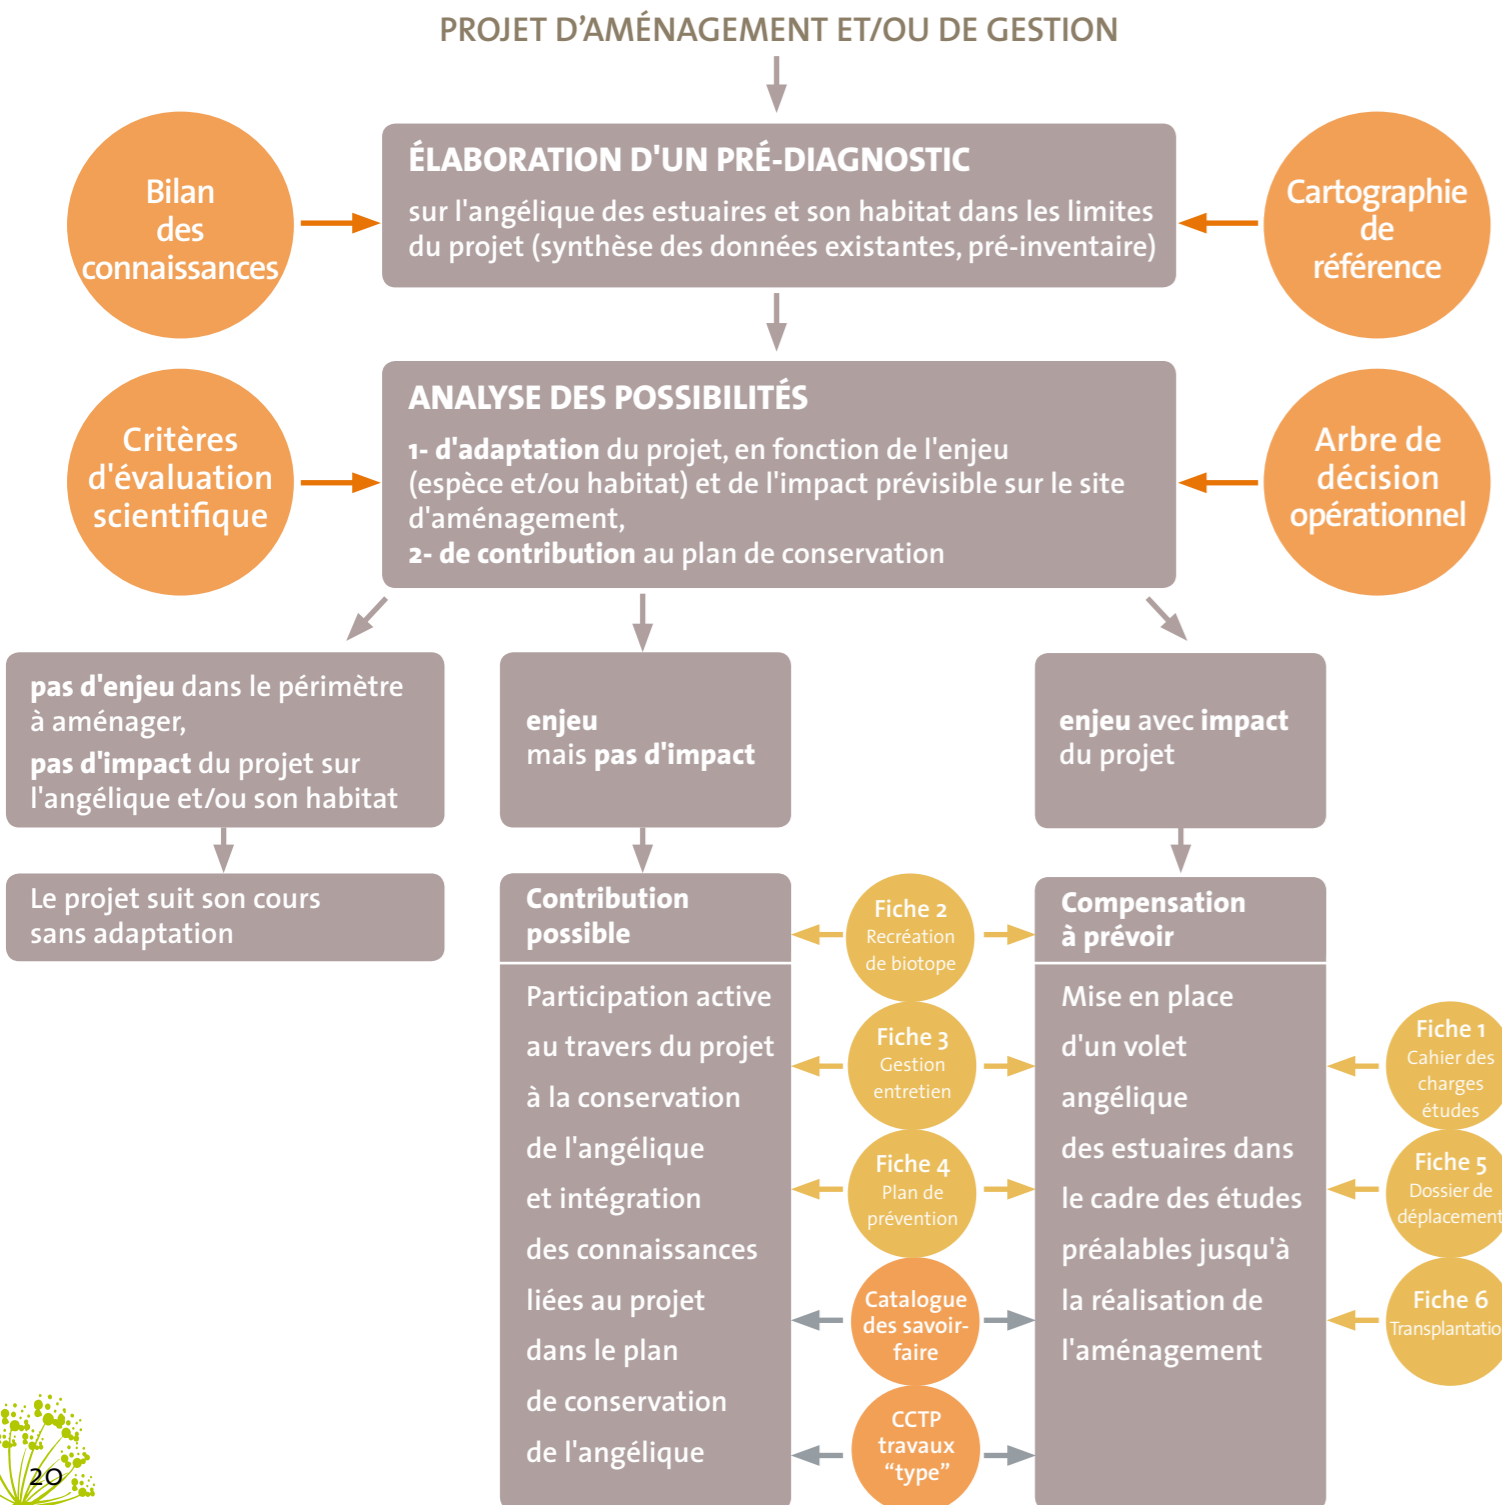 PROJET D'AMÉNAGEMENT ET/OU DE GESTION
Bilan
des
connaissances
ÉLABORATION D'UN PRÉ-DIAGNOSTIC
sur l'angélique des estuaires et son habitat dans les limites
du projet (synthèse des données existantes, pré-inventaire)
Cartographie
de
référence
Critères
d'évaluation
scientifique
ANALYSE DES POSSIBILITÉS
1- d'adaptation du projet, en fonction de l'enjeu
(espèce et/ou habitat) et de l'impact prévisible sur le site
d'aménagement,
2- de contribution au plan de conservation
Arbre de
décision
opérationnel
pas d'enjeu dans le périmètre
à aménager,
pas d'impact du projet sur
l'angélique et/ou son habitat
enjeu
mais pas d'impact
enjeu avec impact
du projet
Le projet suit son cours
sans adaptation
Contribution
possible
Participation active
au travers du projet
à la conservation
de l'angélique
et intégration
des connaissances
liées au projet
dans le plan
de conservation
de l'angélique
Fiche 2
Recréation
de biotope
Fiche 3
Gestion
entretien
Fiche 4
Plan de
prévention
Catalogue
des savoir-
faire
CCTP
travaux
“type”
Compensation
à prévoir
Mise en place
d'un volet
angélique
des estuaires dans
le cadre des études
préalables jusqu'à
la réalisation de
l'aménagement
Fiche 1
Cahier des
charges
études
Fiche 5
Dossier de
déplacement
Fiche 6
Transplantatio
20